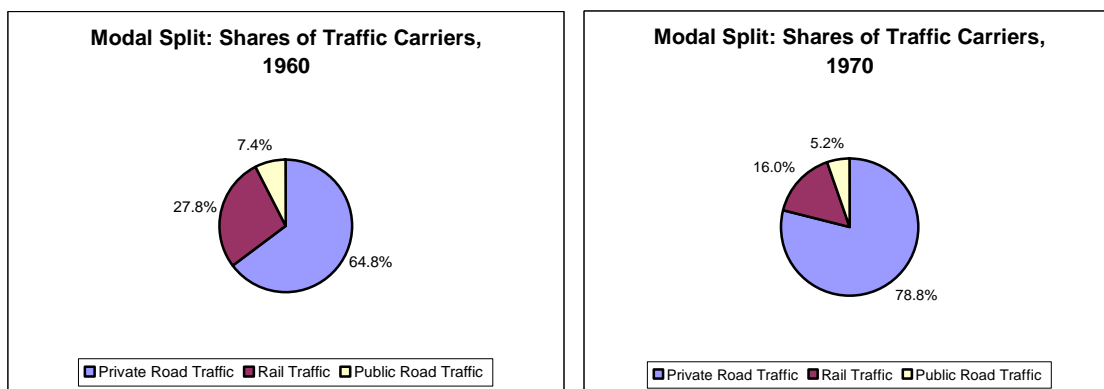 Modal Split: Shares of Traffic Carriers,
1960
7.4%
27.8%
64.8%
Private Road Traffic Rail Traffic Public Road Traffic
Modal Split: Shares of Traffic Carriers,
1970
5.2%
16.0%
78.8%
Private Road Traffic Rail Traffic Public Road Traffic